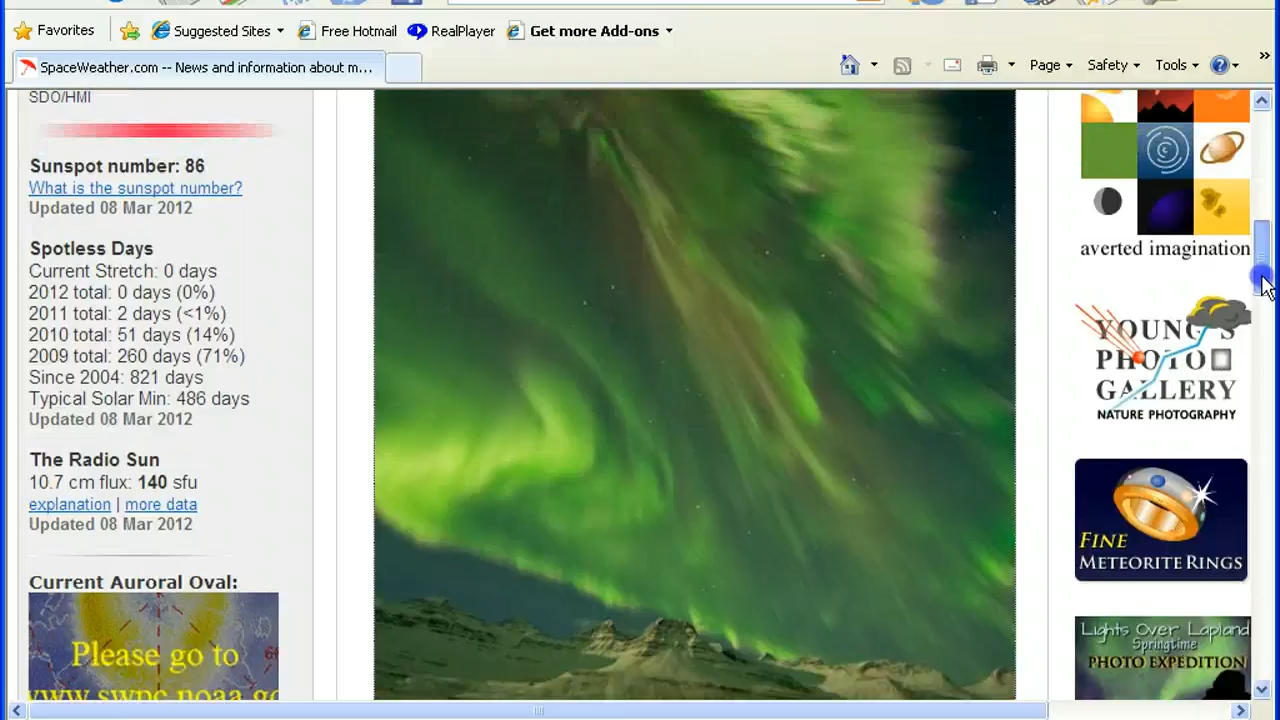 Favorites
Suggested Sites
Free Hotmail
RealPlayer
Get more Add-ons
SpaceWeather.com -- News and information about m...
Page
Safety
Tools
SDO/HMI
Sunspot number: 86
What is the sunspot number?
Updated 08 Mar 2012
Spotless Days
Current Stretch: 0 days
2012 total: 0 days (0%)
2011 total: 2 days (<1%)
2010 total: 51 days (14%)
2009 total: 260 days (71%)
Since 2004: 821 days
Typical Solar Min: 486 days
Updated 08 Mar 2012
The Radio Sun
10.7 cm flux: 140 sfu
explanation | more data
Updated 08 Mar 2012
Current Auroral Oval:
Please go to
www.swpc.noaa.go
averted imagination
YOUNG'S
PHOTO
GALLERY
NATURE PHOTOGRAPHY
FINE
METEORITE RINGS
Lights Over Lapland
Springtime
PHOTO EXPEDITION